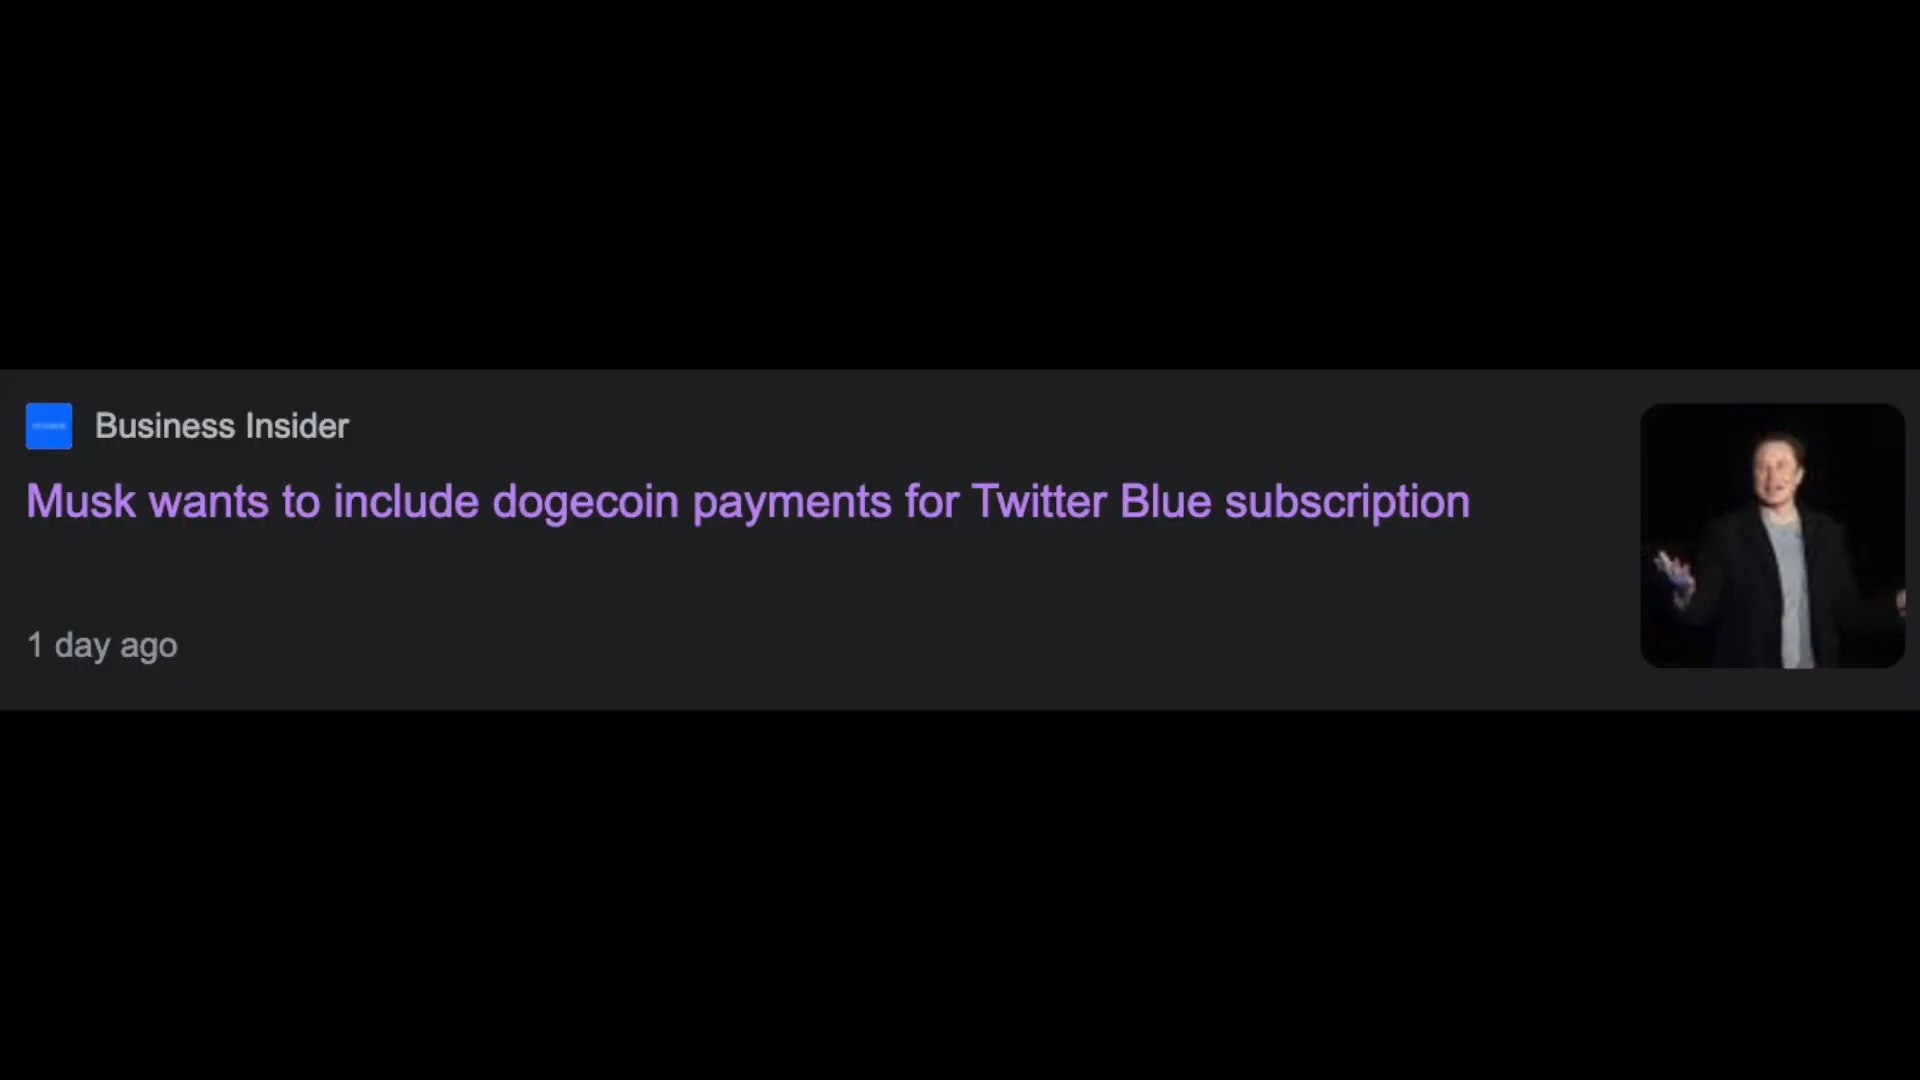 Business Insider
Musk wants to include dogecoin payments for Twitter Blue subscription
1 day ago